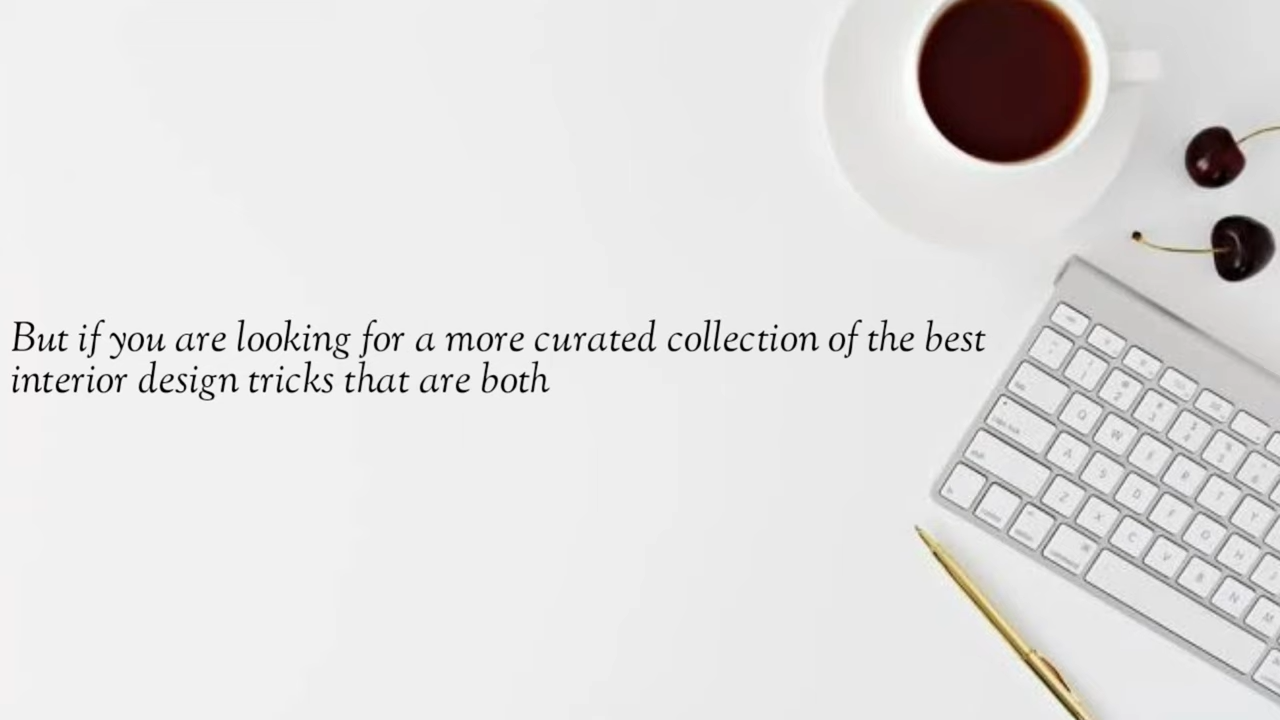 But if you are looking for a more curated collection of the best
interior design tricks that are both
Q
W
E
R
T
Y
A
S
D
F
G
H
Z
X
C
V
B
N
M